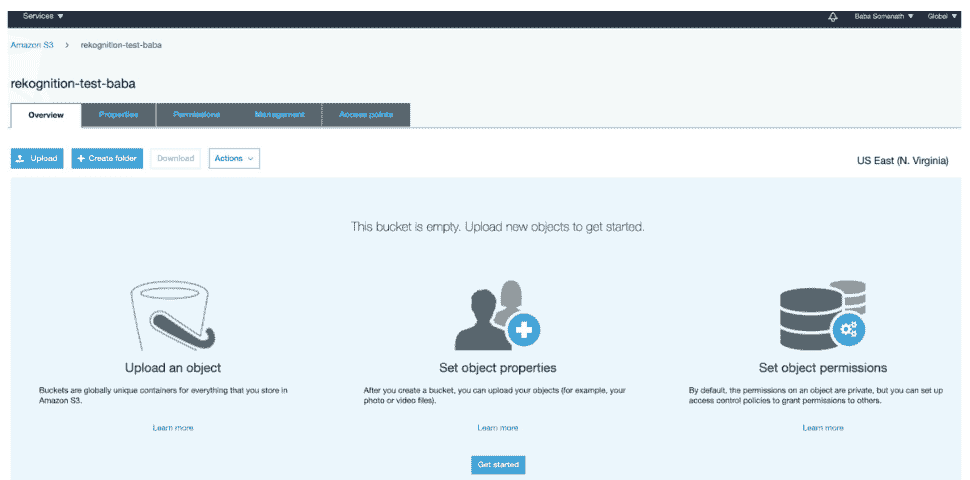 Services ▼ Baba Somanath ▼ Global ▼
Amazon S3 > rekognition-test-baba
rekognition-test-baba
Overview Properties Permissions Management Access points
Upload + Create folder Download Actions
US East (N. Virginia)
This bucket is empty. Upload new objects to get started.
Upload an object
Buckets are globally unique containers for everything that you store in
Amazon S3.
Learn more
Set object properties
After you create a bucket, you can upload your objects (for example, your
photo or video files).
Learn more
Get started
Set object permissions
By default, the permissions on an object are private, but you can set up
access control policies to grant permissions to others.
Learn more